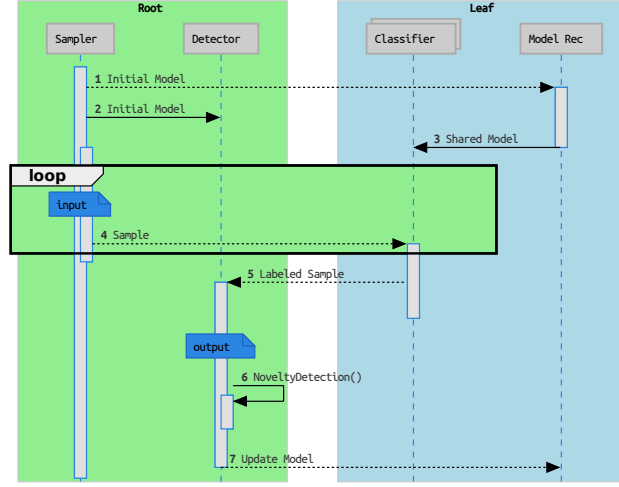 Root
Leaf
Sampler
Detector
Classifier
Model Rec
1 Initial Model
2 Initial Model
3 Shared Model
loop
input
4 Sample
5 Labeled Sample
output
6 NoveltyDetection()
7 Update Model